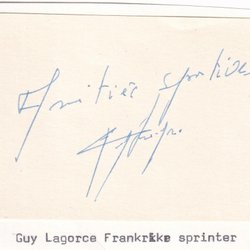 Amitiés sportives
Guy Lagorce Frankrike sprinter